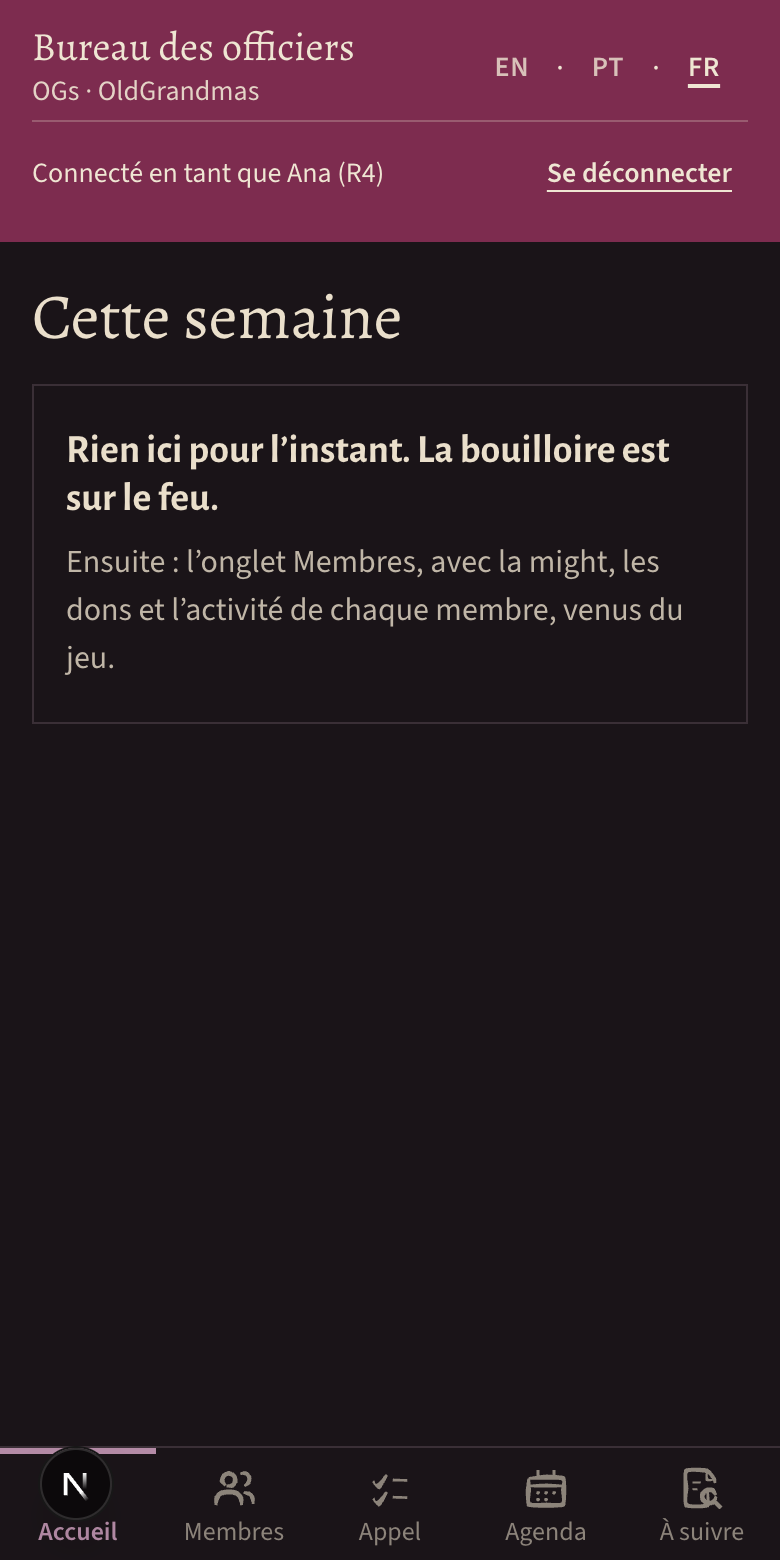 Bureau des officiers
OGs · OldGrandmas
EN · PT · FR
Connecté en tant que Ana (R4)
Se déconnecter
Cette semaine
Rien ici pour l’instant. La bouilloire est
sur le feu.
Ensuite : l’onglet Membres, avec la might, les
dons et l’activité de chaque membre, venus du
jeu.
N
Accueil
Membres
Appel
Agenda
À suivre